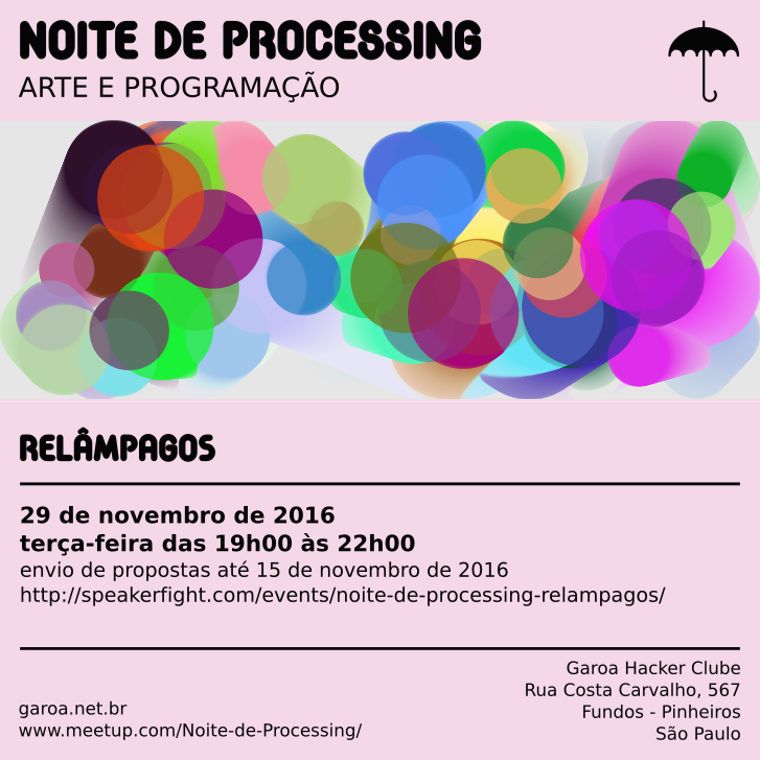 NOITE DE PROCESSING
ARTE E PROGRAMAÇÃO
RELÂMPAGOS
29 de novembro de 2016
terça-feira das 19h00 às 22h00
envio de propostas até 15 de novembro de 2016
http://speakerfight.com/events/noite-de-processing-relampagos/
garoa.net.br
www.meetup.com/Noite-de-Processing/
Garoa Hacker Clube
Rua Costa Carvalho, 567
Fundos - Pinheiros
São Paulo